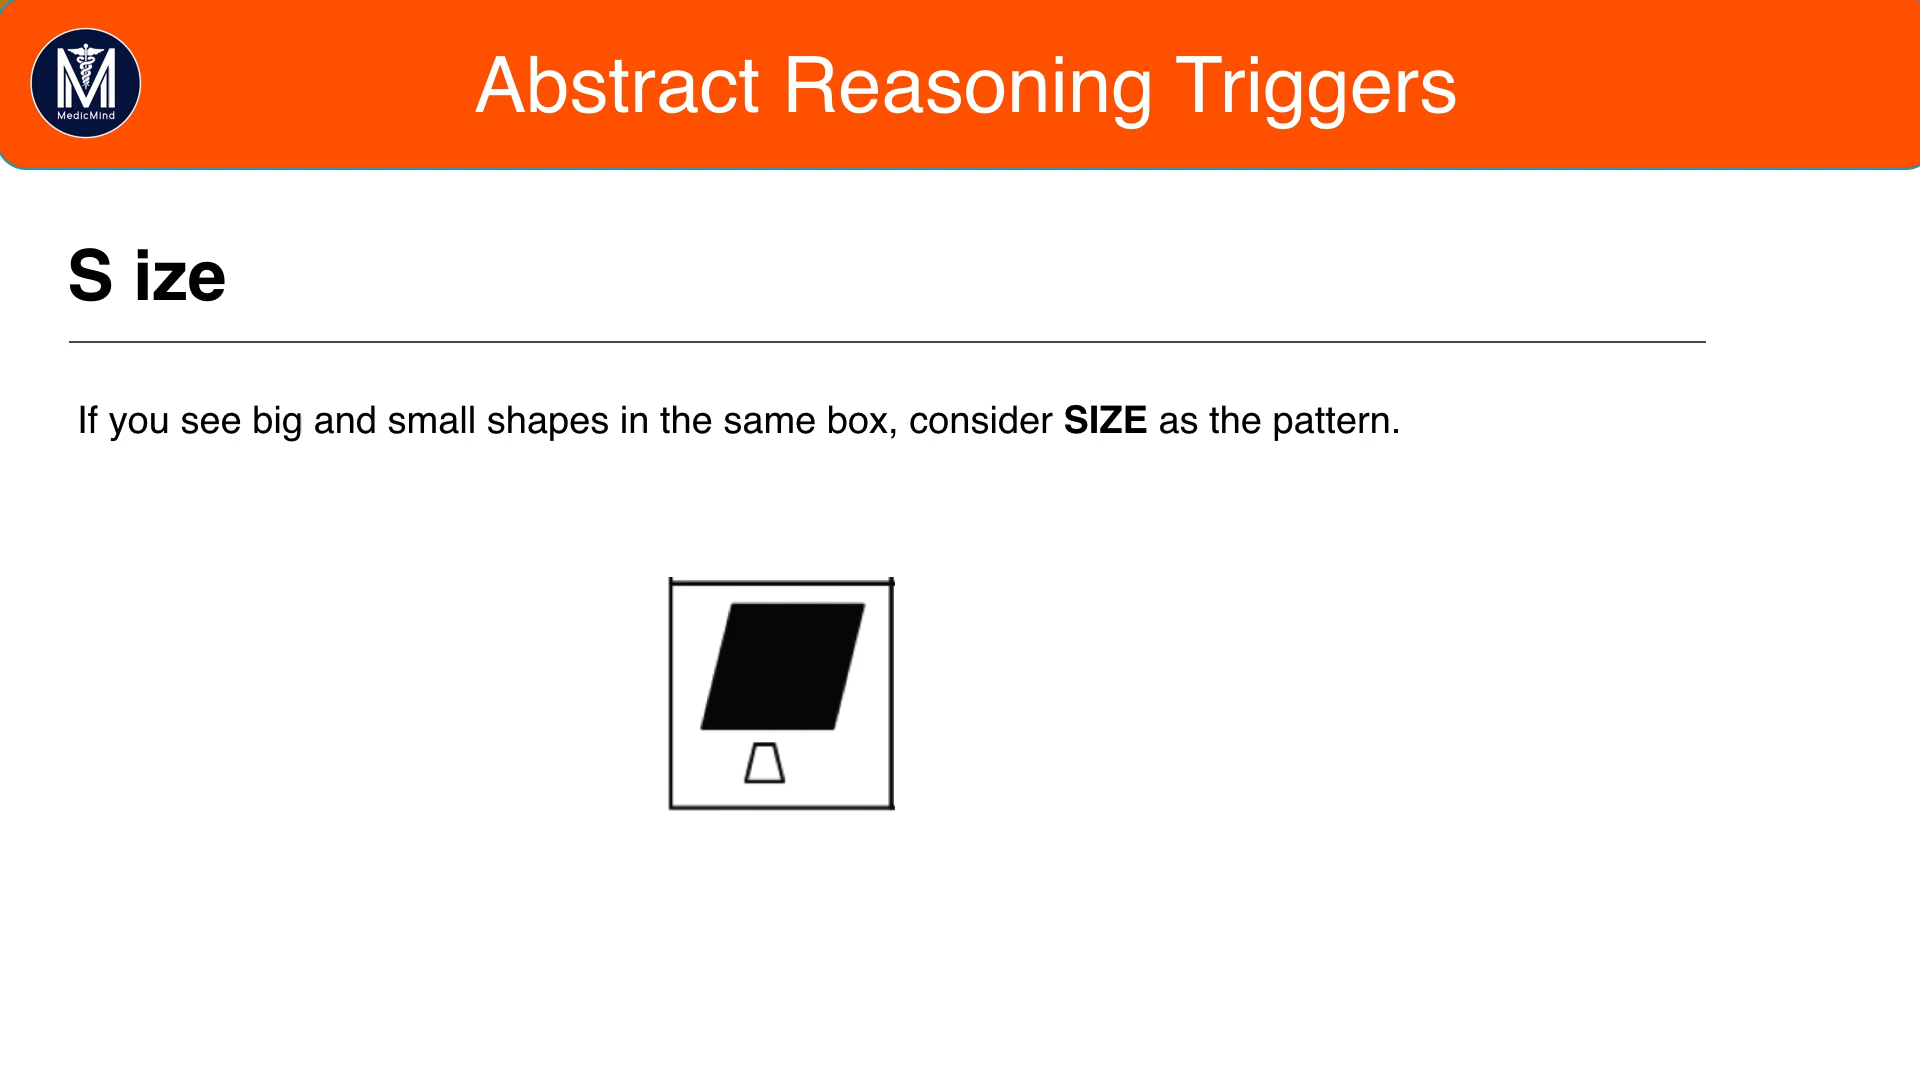 MedicMind
Abstract Reasoning Triggers
S ize
If you see big and small shapes in the same box, consider SIZE as the pattern.